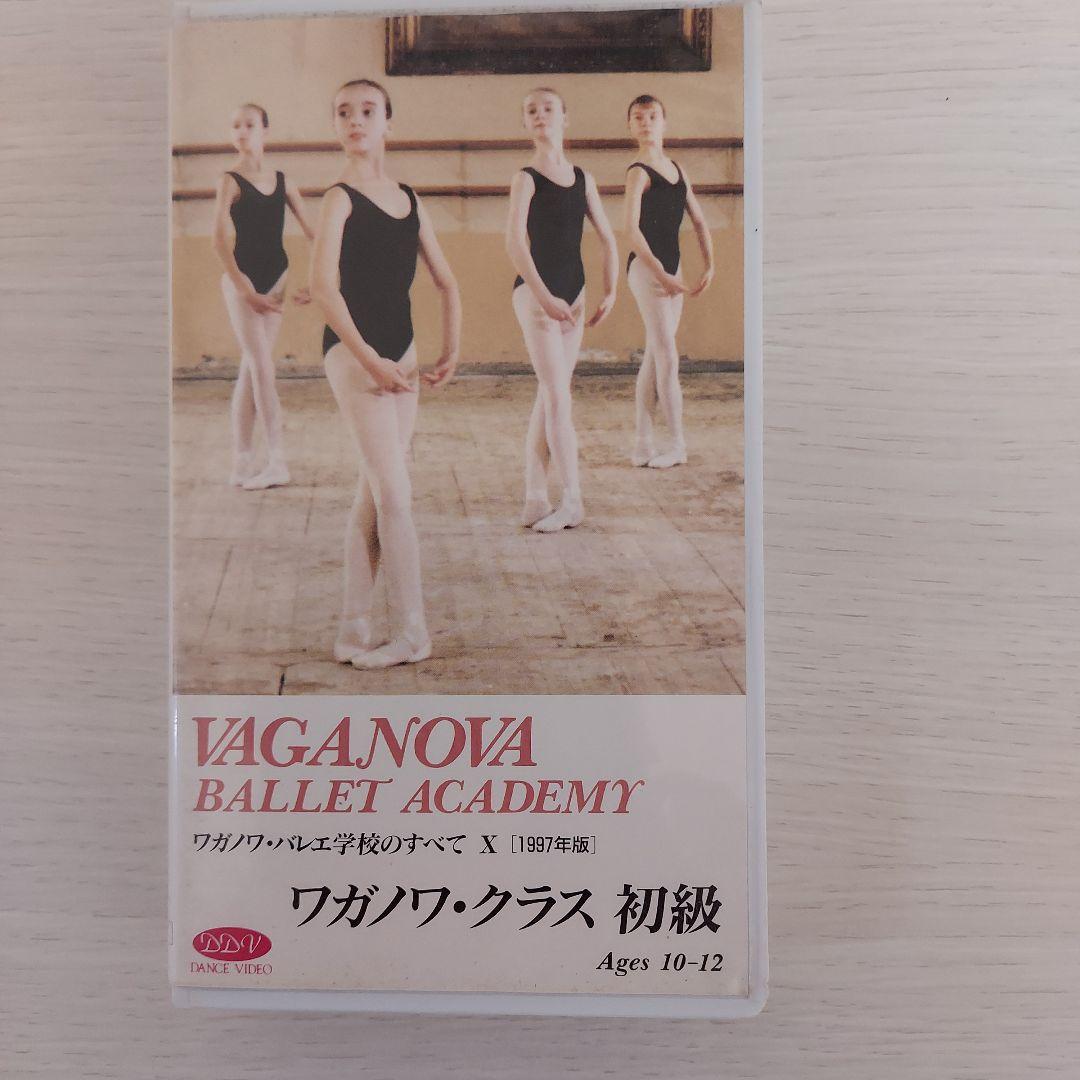 VAGANOVA
BALLET ACADEMY
ワガノワ・バレエ学校のすべて X [1997年版]
ワガノワ・クラス 初級
DDV
DANCE VIDEO
Ages 10-12